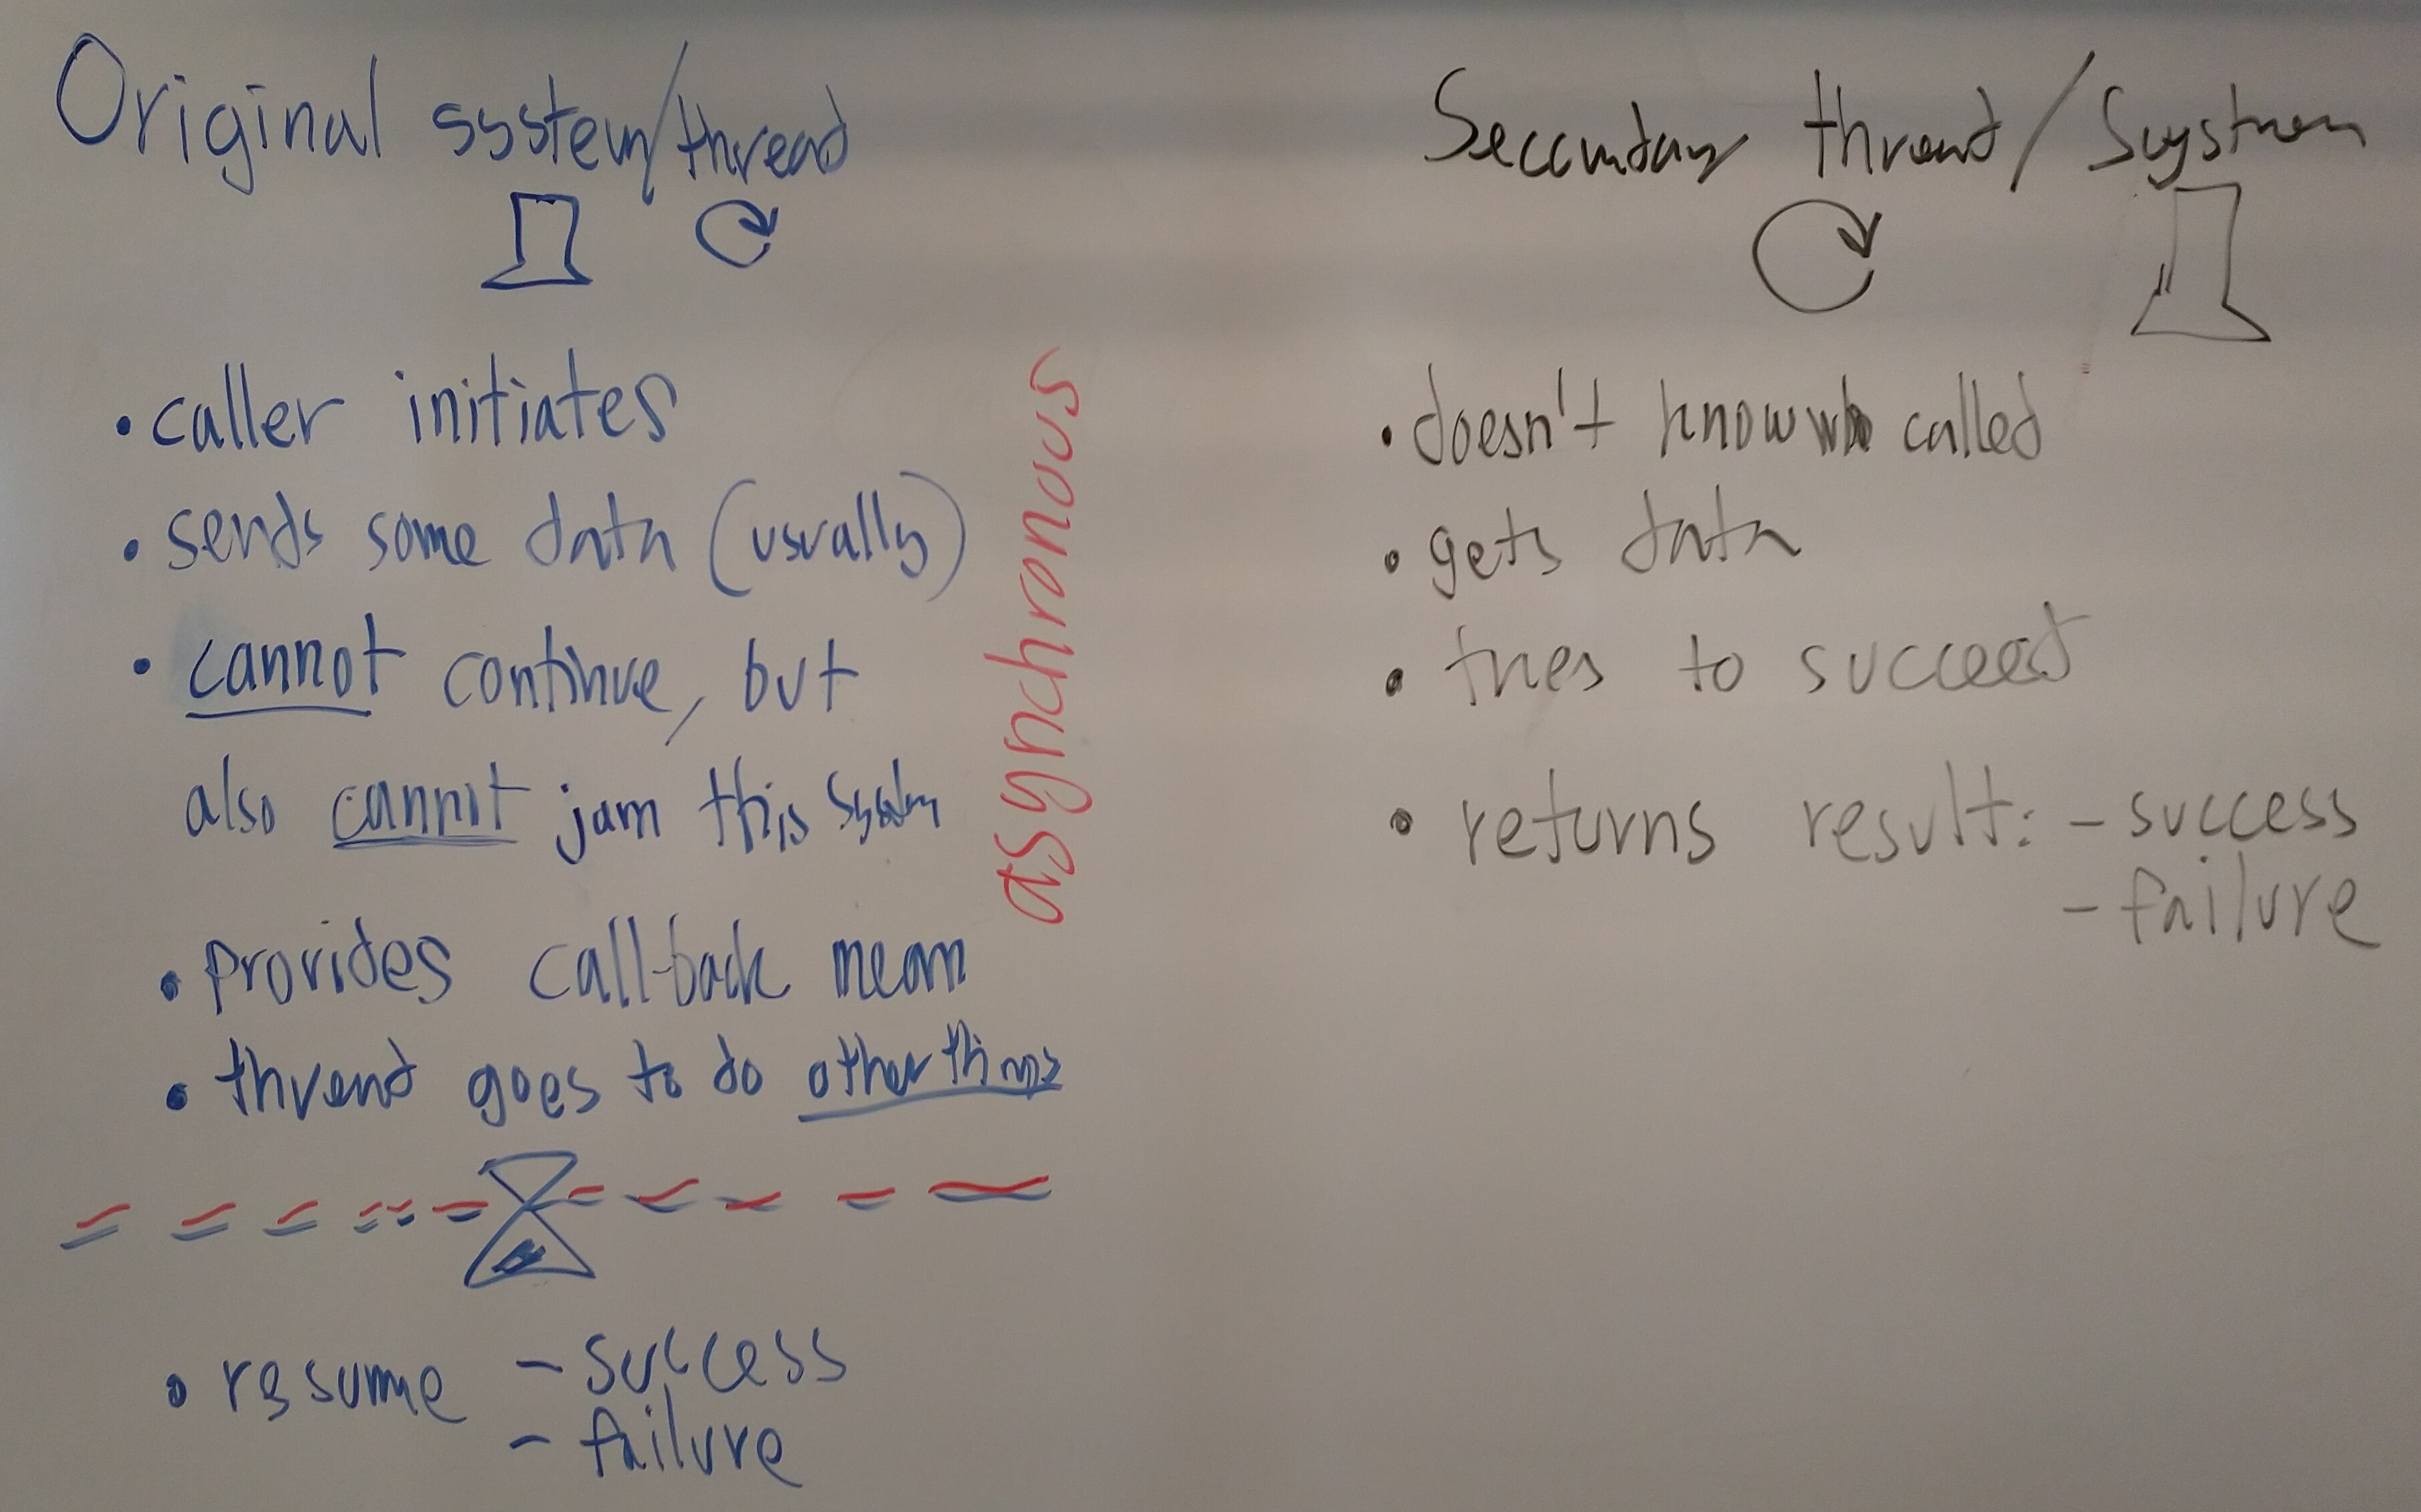 Original system/thread
• caller initiates
• sends some data (usually)
• cannot continue, but
also cannot jam this system
• provides call-back mean
• thread goes to do other things
• resume - success
- failure
asynchronous
Secondary thread/System
• doesn't know who called
• gets data
• tries to succeed
• returns result: - success
- failure